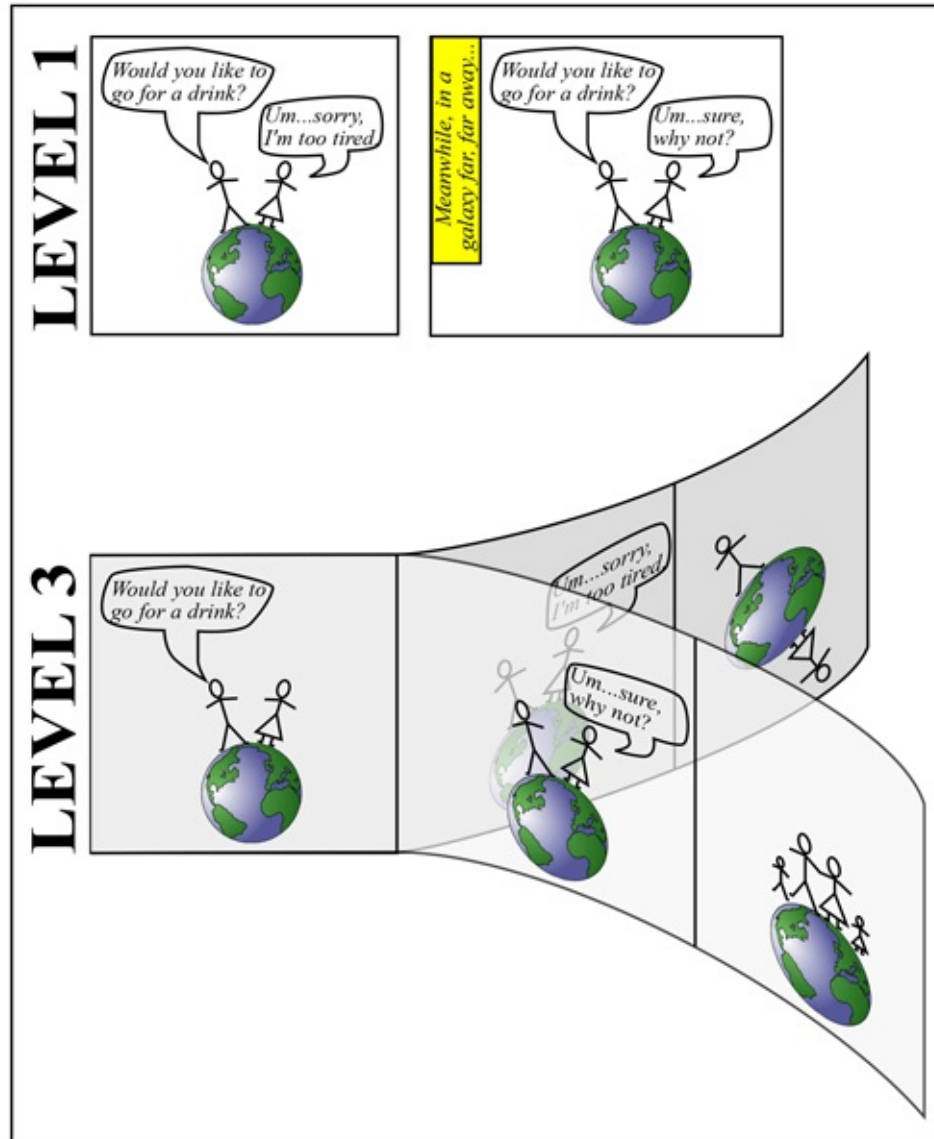 LEVEL 1
Would you like to
go for a drink?
Um...sorry,
I'm too tired
Meanwhile, in a
galaxy far, far away...
Would you like to
go for a drink?
Um...sure,
why not?
LEVEL 3
Would you like to
go for a drink?
Um...sorry,
I'm too tired
Um...sure,
why not?